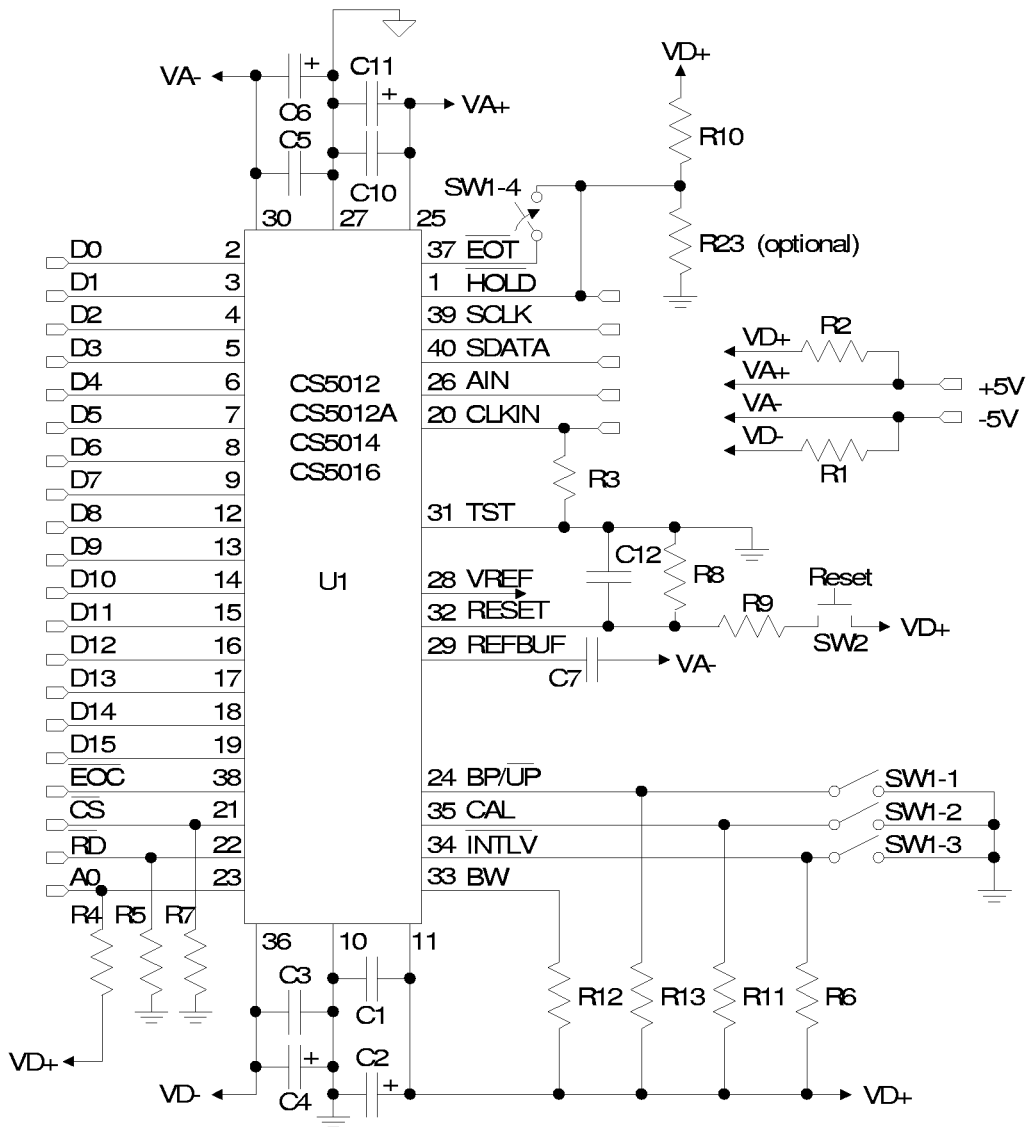 VA-
C6
+
C11
+
VA+
C5
C10
VD+
R10
SW1-4
R23 (optional)
30 27 25
D0 2
D1 3
D2 4
D3 5
D4 6
D5 7
D6 8
D7 9
D8 12
D9 13
D10 14
D11 15
D12 16
D13 17
D14 18
D15 19
EOC 38
CS 21
RD 22
A0 23
CS5012
CS5012A
CS5014
CS5016
U1
37 EOT
1 HOLD
39 SCLK
40 SDATA
26 AIN
20 CLKIN
31 TST
28 VREF
32 RESET
29 REFBUF
24 BP/UP
35 CAL
34 INTLV
33 BW
VD+ R2
VA+ +5V
VA- -5V
VD- R1
R3
C12
R8
R9
Reset
SW2
VD+
C7
VA-
SW1-1
SW1-2
SW1-3
R4 R5 R7
36 10 11
C3
C1
R12 R13 R11 R6
VD+
VD-
+
C4
C2
+
VD+